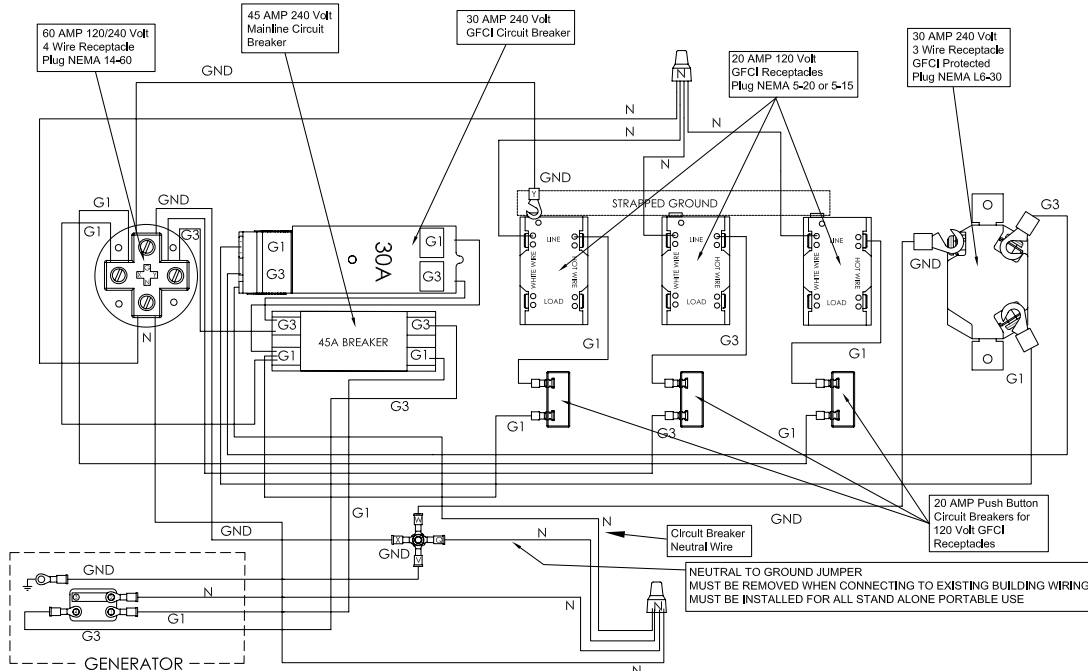 60 AMP 120/240 Volt
4 Wire Receptacle
Plug NEMA 14-60
45 AMP 240 Volt
Mainline Circuit
Breaker
30 AMP 240 Volt
GFCI Circuit Breaker
20 AMP 120 Volt
GFCI Receptacles
Plug NEMA 5-20 or 5-15
30 AMP 240 Volt
3 Wire Receptacle
GFCI Protected
Plug NEMA L6-30
GND
N
N
N
N
N
GND
STRAPPED GROUND
G1
GND
G1
G3
G3
G1
G3
30A
G1
G3
LINE
WHITE WIRE
HOT WIRE
LOAD
LINE
WHITE WIRE
HOT WIRE
LOAD
LINE
WHITE WIRE
HOT WIRE
LOAD
GND
N
G3
G1
45A BREAKER
G3
G1
G3
G1
G3
G1
G1
G1
G3
G1
G1
GND
GND
N
N
GND
Circuit Breaker
Neutral Wire
20 AMP Push Button
Circuit Breakers for
120 Volt GFCI
Receptacles
NEUTRAL TO GROUND JUMPER
MUST BE REMOVED WHEN CONNECTING TO EXISTING BUILDING WIRING
MUST BE INSTALLED FOR ALL STAND ALONE PORTABLE USE
GND
N
G1
G3
N
N
N
GENERATOR